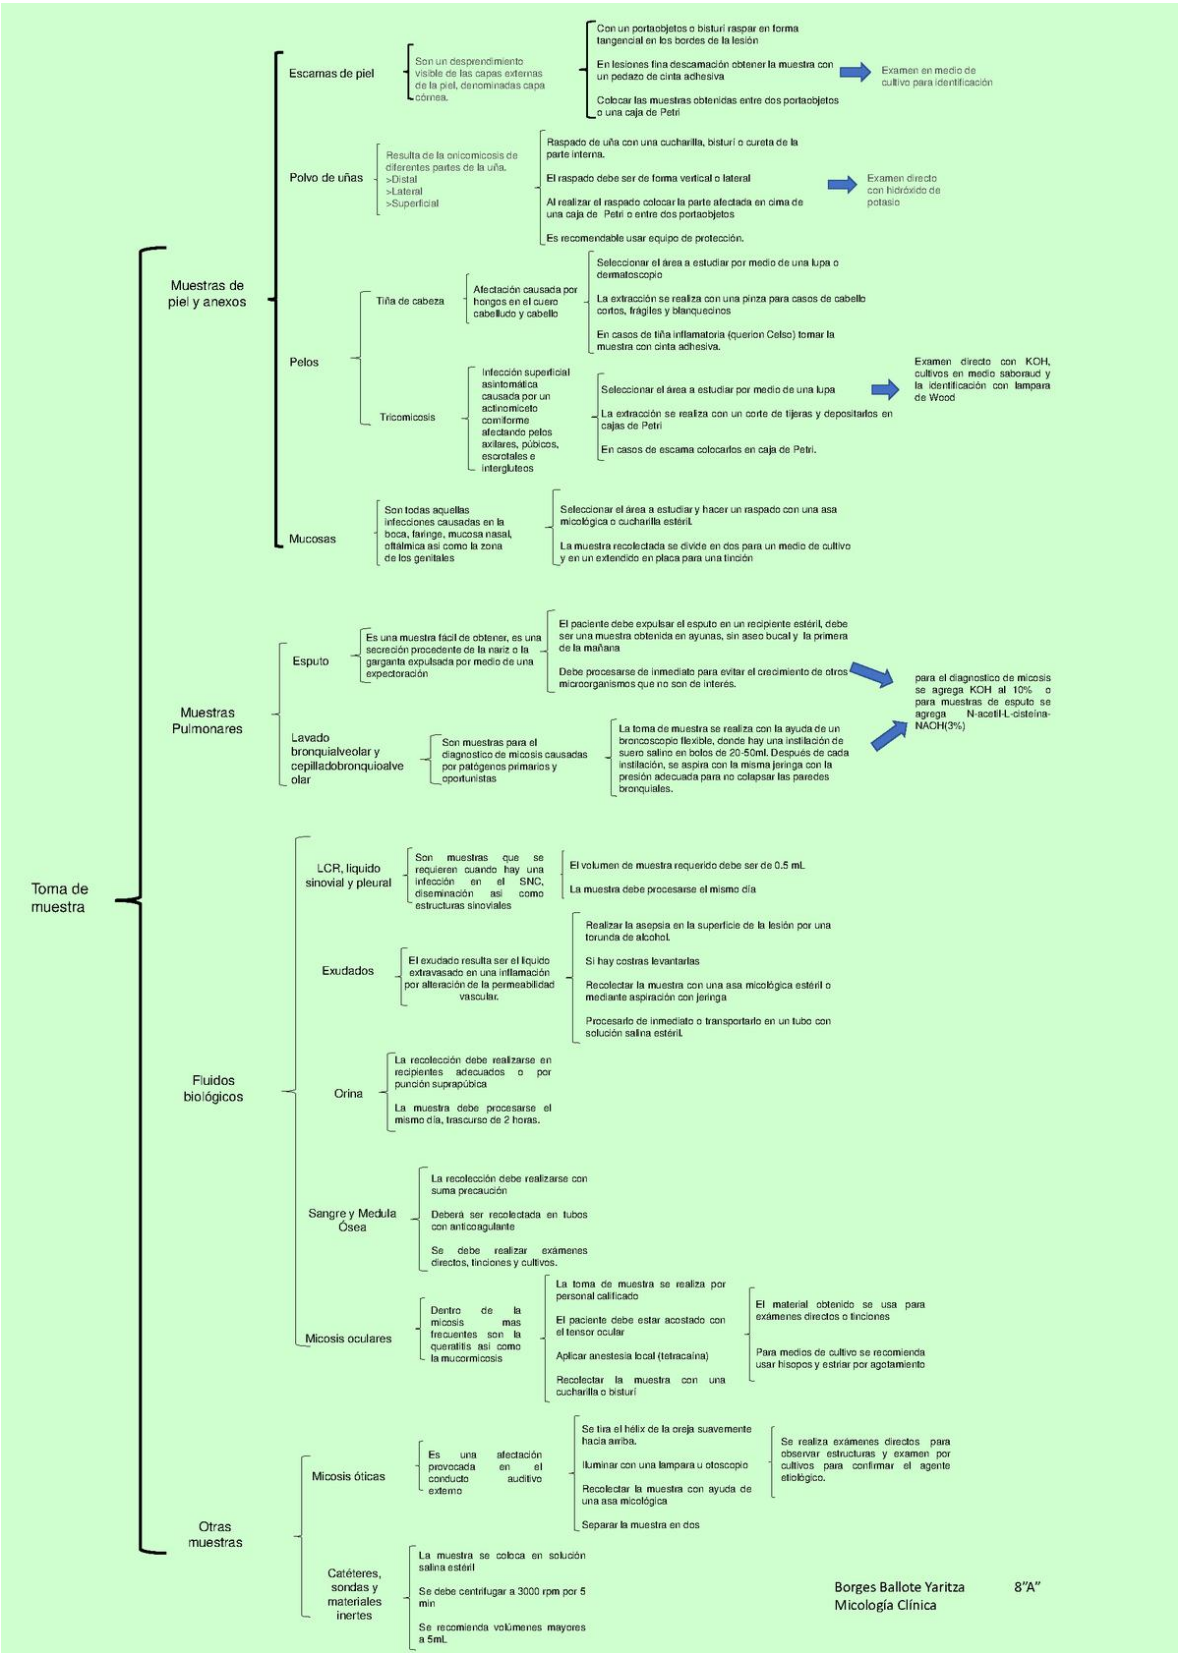 Toma de
muestra
Muestras de
piel y anexos
Escamas de piel
Son un desprendimiento
visible de las capas externas
de la piel, denominadas capa
córnea.
Con un portaobjetos o bisturí raspar en forma
tangencial en los bordes de la lesión
En lesiones fina descamación obtener la muestra con
un pedazo de cinta adhesiva
Colocar las muestras obtenidas entre dos portaobjetos
o una caja de Petri
Examen en medio de
cultivo para identificación
Polvo de uñas
Resulta de la onicomicosis de
diferentes partes de la uña.
>Distal
>Lateral
>Superficial
Raspado de uña con una cucharilla, bisturí o cureta de la
parte interna.
El raspado debe ser de forma vertical o lateral
Al realizar el raspado colocar la parte afectada en cima de
una caja de Petri o entre dos portaobjetos
Es recomendable usar equipo de protección.
Examen directo
con hidróxido de
potasio
Pelos
Tiña de cabeza
Afectación causada por
hongos en el cuero
cabelludo y cabello
Seleccionar el área a estudiar por medio de una lupa o
dermatoscopio
La extracción se realiza con una pinza para casos de cabello
cortos, frágiles y blanquecinos
En casos de tiña inflamatoria (querion Celso) tomar la
muestra con cinta adhesiva.
Tricomicosis
Infección superficial
asintomática
causada por un
actinomiceto
corniforme
afectando pelos
axilares, púbicos,
escrotales e
intergluteos
Seleccionar el área a estudiar por medio de una lupa
La extracción se realiza con un corte de tijeras y depositarlos en
cajas de Petri
En casos de escama colocarlos en caja de Petri.
Examen directo con KOH,
cultivos en medio saboraud y
la identificación con lampara
de Wood
Mucosas
Son todas aquellas
infecciones causadas en la
boca, faringe, mucosa nasal,
oftálmica asi como la zona
de los genitales
Seleccionar el área a estudiar y hacer un raspado con una asa
micológica o cucharilla estéril.
La muestra recolectada se divide en dos para un medio de cultivo
y en un extendido en placa para una tinción
Muestras
Pulmonares
Esputo
Es una muestra fácil de obtener, es una
secreción procedente de la nariz o la
garganta expulsada por medio de una
expectoración
El paciente debe expulsar el esputo en un recipiente estéril, debe
ser una muestra obtenida en ayunas, sin aseo bucal y la primera
de la mañana
Debe procesarse de inmediato para evitar el crecimiento de otros
microorganismos que no son de interés.
Lavado
bronquialveolar y
cepilladobronquioalve
olar
Son muestras para el
diagnostico de micosis causadas
por patógenos primarios y
oportunistas
La toma de muestra se realiza con la ayuda de un
broncoscopio flexible, donde hay una instilación de
suero salino en bolos de 20-50ml. Después de cada
instilación, se aspira con la misma jeringa con la
presión adecuada para no colapsar las paredes
bronquiales.
para el diagnostico de micosis
se agrega KOH al 10% o
para muestras de esputo se
agrega N-acetil-L-cisteina-
NAOH(3%)
Fluidos
biológicos
LCR, liquido
sinovial y pleural
Son muestras que se
requieren cuando hay una
infección en el SNC,
diseminación asi como
estructuras sinoviales
El volumen de muestra requerido debe ser de 0.5 mL
La muestra debe procesarse el mismo día
Exudados
El exudado resulta ser el liquido
extravasado en una inflamación
por alteración de la permeabilidad
vascular.
Realizar la asepsia en la superficie de la lesión por una
torunda de alcohol.
Si hay costras levantarlas
Recolectar la muestra con una asa micológica estéril o
mediante aspiración con jeringa
Procesarlo de inmediato o transportarlo en un tubo con
solución salina estéril.
Orina
La recolección debe realizarse en
recipientes adecuados o por
punción suprapúbica
La muestra debe procesarse el
mismo día, trascurso de 2 horas.
Sangre y Medula
Ósea
La recolección debe realizarse con
suma precaución
Deberá ser recolectada en tubos
con anticoagulante
Se debe realizar exámenes
directos, tinciones y cultivos.
Micosis oculares
Dentro de la
micosis mas
frecuentes son la
queratitis asi como
la mucormicosis
La toma de muestra se realiza por
personal calificado
El paciente debe estar acostado con
el tensor ocular
Aplicar anestesia local (tetracaína)
Recolectar la muestra con una
cucharilla o bisturí
El material obtenido se usa para
exámenes directos o tinciones
Para medios de cultivo se recomienda
usar hisopos y estriar por agotamiento
Otras
muestras
Micosis óticas
Es una afectación
provocada en el
conducto auditivo
externo
Se tira el hélix de la oreja suavemente
hacia arriba.
Iluminar con una lampara u otoscopio
Recolectar la muestra con ayuda de
una asa micológica
Separar la muestra en dos
Se realiza exámenes directos para
observar estructuras y examen por
cultivos para confirmar el agente
etiológico.
Catéteres,
sondas y
materiales
inertes
La muestra se coloca en solución
salina estéril
Se debe centrifugar a 3000 rpm por 5
min
Se recomienda volúmenes mayores
a 5mL
Borges Ballote Yaritza 8”A”
Micología Clínica